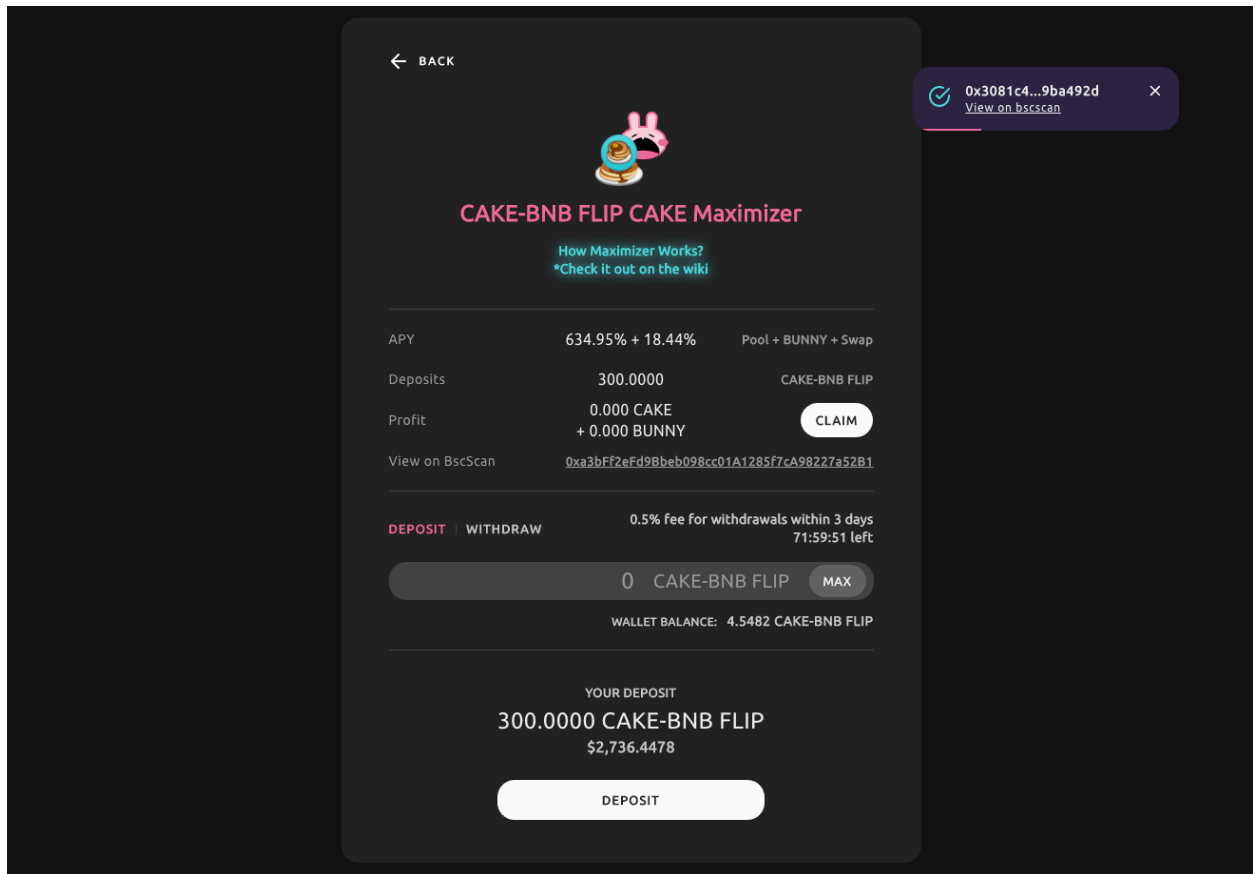 BACK
0x3081c4...9ba492d
View on bscscan
CAKE-BNB FLIP CAKE Maximizer
How Maximizer Works?
*Check it out on the wiki
APY 634.95% + 18.44% Pool + BUNNY + Swap
Deposits 300.0000 CAKE-BNB FLIP
Profit 0.000 CAKE
+ 0.000 BUNNY
CLAIM
View on BscScan 0xa3bFf2eFd9Bbeb098cc01A1285f7cA98227a52B1
DEPOSIT | WITHDRAW
0.5% fee for withdrawals within 3 days
71:59:51 left
0 CAKE-BNB FLIP MAX
WALLET BALANCE: 4.5482 CAKE-BNB FLIP
YOUR DEPOSIT
300.0000 CAKE-BNB FLIP
$2,736.4478
DEPOSIT